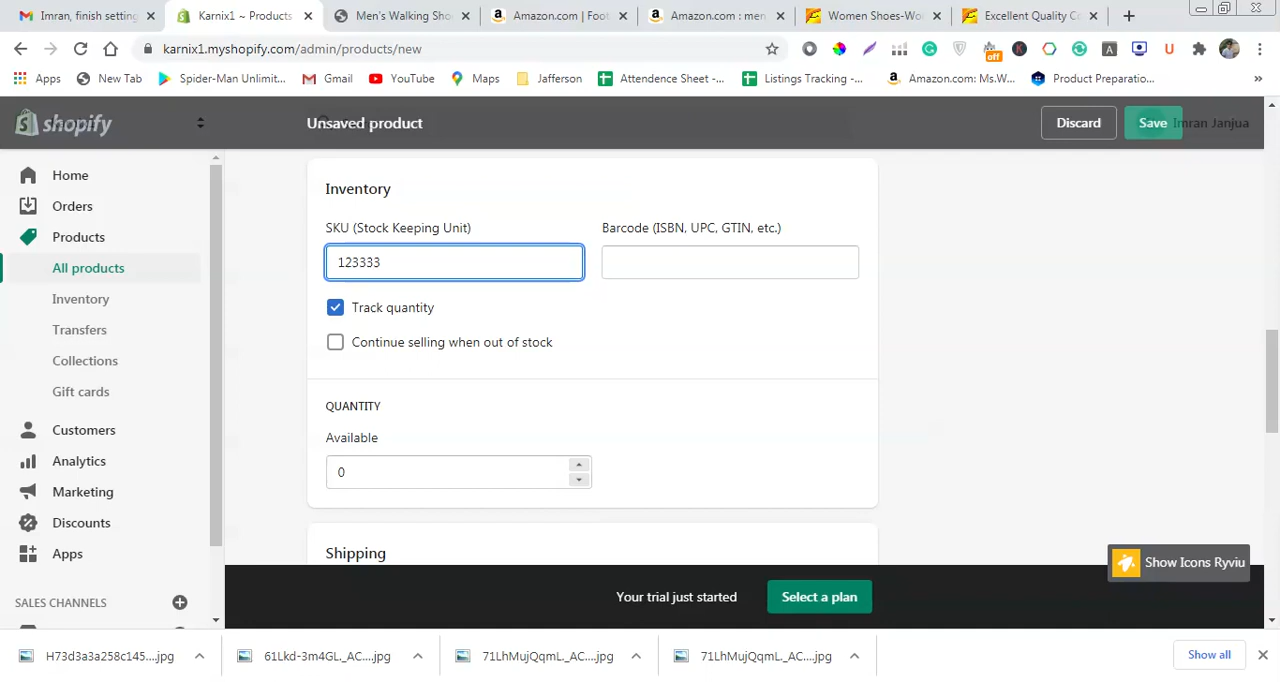 Imran, finish setting
Karnix1 ~ Products
Men's Walking Sho
Amazon.com | Foot
Amazon.com : men
Women Shoes-Wo
Excellent Quality Ca
karnix1.myshopify.com/admin/products/new
off
Apps
New Tab
Spider-Man Unlimit...
Gmail
YouTube
Maps
Jafferson
Attendence Sheet -...
Listings Tracking -...
Amazon.com: Ms.W...
Product Preparatio...
»
shopify
Unsaved product
Discard
Save
Imran Janjua
Home
Orders
Products
All products
Inventory
Transfers
Collections
Gift cards
Customers
Analytics
Marketing
Discounts
Apps
SALES CHANNELS
Inventory
SKU (Stock Keeping Unit)
Barcode (ISBN, UPC, GTIN, etc.)
123333
Track quantity
Continue selling when out of stock
QUANTITY
Available
0
Shipping
Show Icons Ryviu
Your trial just started
Select a plan
H73d3a3a258c145....jpg
61Lkd-3m4GL._AC....jpg
71LhMujQqmL._AC....jpg
71LhMujQqmL._AC....jpg
Show all